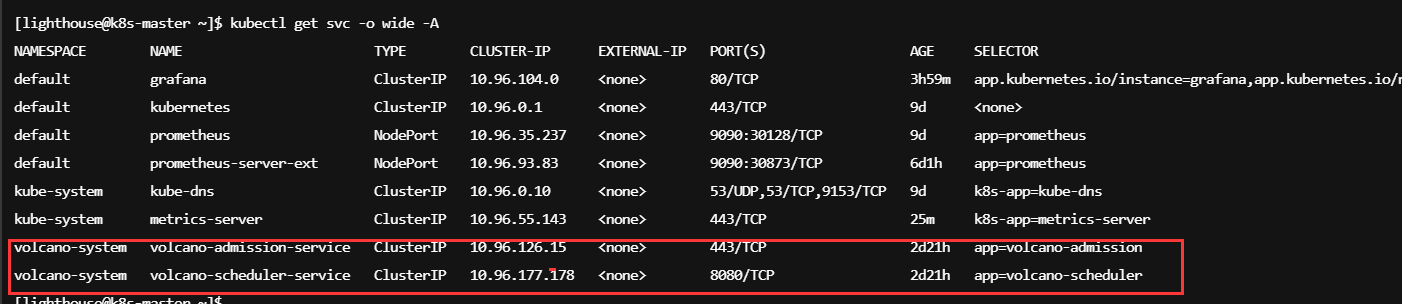 [lighthouse@k8s-master ~]$ kubectl get svc -o wide -A
NAMESPACE NAME TYPE CLUSTER-IP EXTERNAL-IP PORT(S) AGE SELECTOR
default grafana ClusterIP 10.96.104.0 <none> 80/TCP 3h59m app.kubernetes.io/instance=grafana,app.kubernetes.io/
default kubernetes ClusterIP 10.96.0.1 <none> 443/TCP 9d <none>
default prometheus NodePort 10.96.35.237 <none> 9090:30128/TCP 9d app=prometheus
default prometheus-server-ext NodePort 10.96.93.83 <none> 9090:30873/TCP 6d1h app=prometheus
kube-system kube-dns ClusterIP 10.96.0.10 <none> 53/UDP,53/TCP,9153/TCP 9d k8s-app=kube-dns
kube-system metrics-server ClusterIP 10.96.55.143 <none> 443/TCP 25m k8s-app=metrics-server
volcano-system volcano-admission-service ClusterIP 10.96.126.15 <none> 443/TCP 2d21h app=volcano-admission
volcano-system volcano-scheduler-service ClusterIP 10.96.177.178 <none> 8080/TCP 2d21h app=volcano-scheduler
[lighthouse@k8s-master ~]$